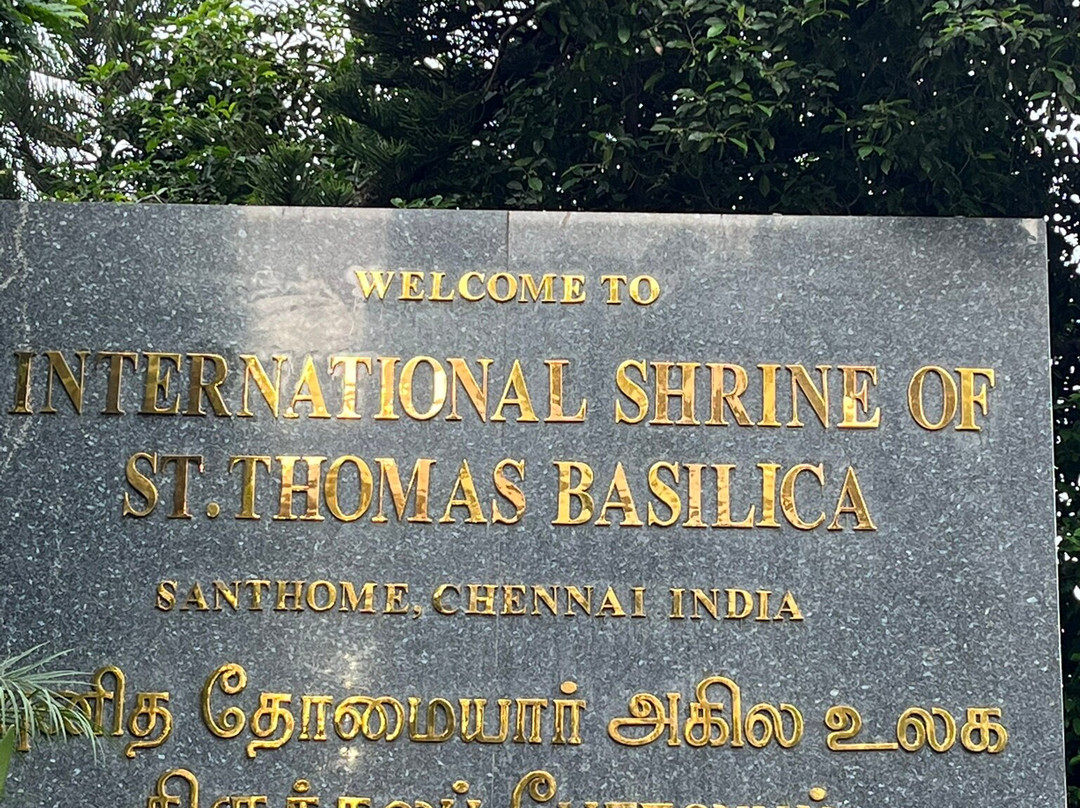 WELCOME TO
INTERNATIONAL SHRINE OF
ST. THOMAS BASILICA
SANTHOME, CHENNAI INDIA
தோமையார் அகில உலக